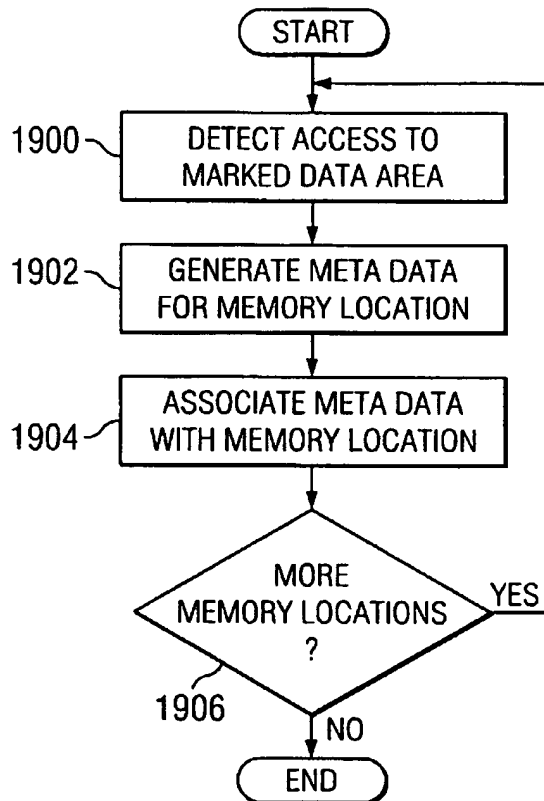 START
1900
DETECT ACCESS TO
MARKED DATA AREA
1902
GENERATE META DATA
FOR MEMORY LOCATION
1904
ASSOCIATE META DATA
WITH MEMORY LOCATION
MORE
MEMORY LOCATIONS
?
YES
1906
NO
END